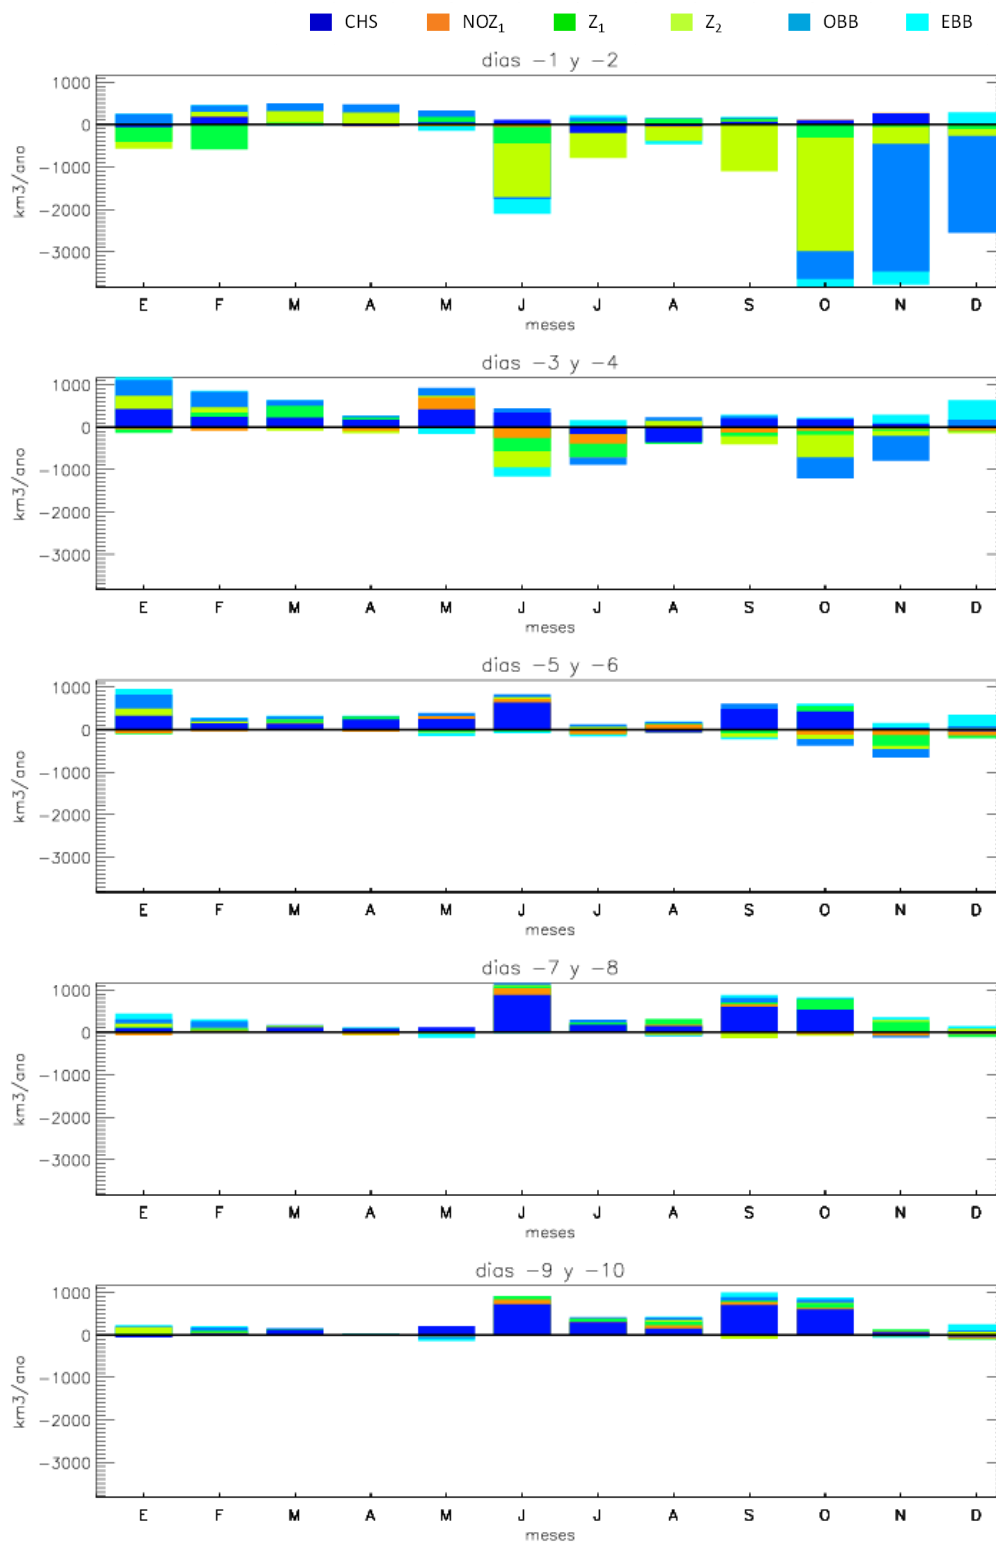 CHS NOZ1 Z1 Z2 OBB EBB
dias -1 y -2
1000
0
-1000
-2000
-3000
km3/ano
E F M A M J J A S O N D
meses
dias -3 y -4
1000
0
-1000
-2000
-3000
km3/ano
E F M A M J J A S O N D
meses
dias -5 y -6
1000
0
-1000
-2000
-3000
km3/ano
E F M A M J J A S O N D
meses
dias -7 y -8
1000
0
-1000
-2000
-3000
km3/ano
E F M A M J J A S O N D
meses
dias -9 y -10
1000
0
-1000
-2000
-3000
km3/ano
E F M A M J J A S O N D
meses